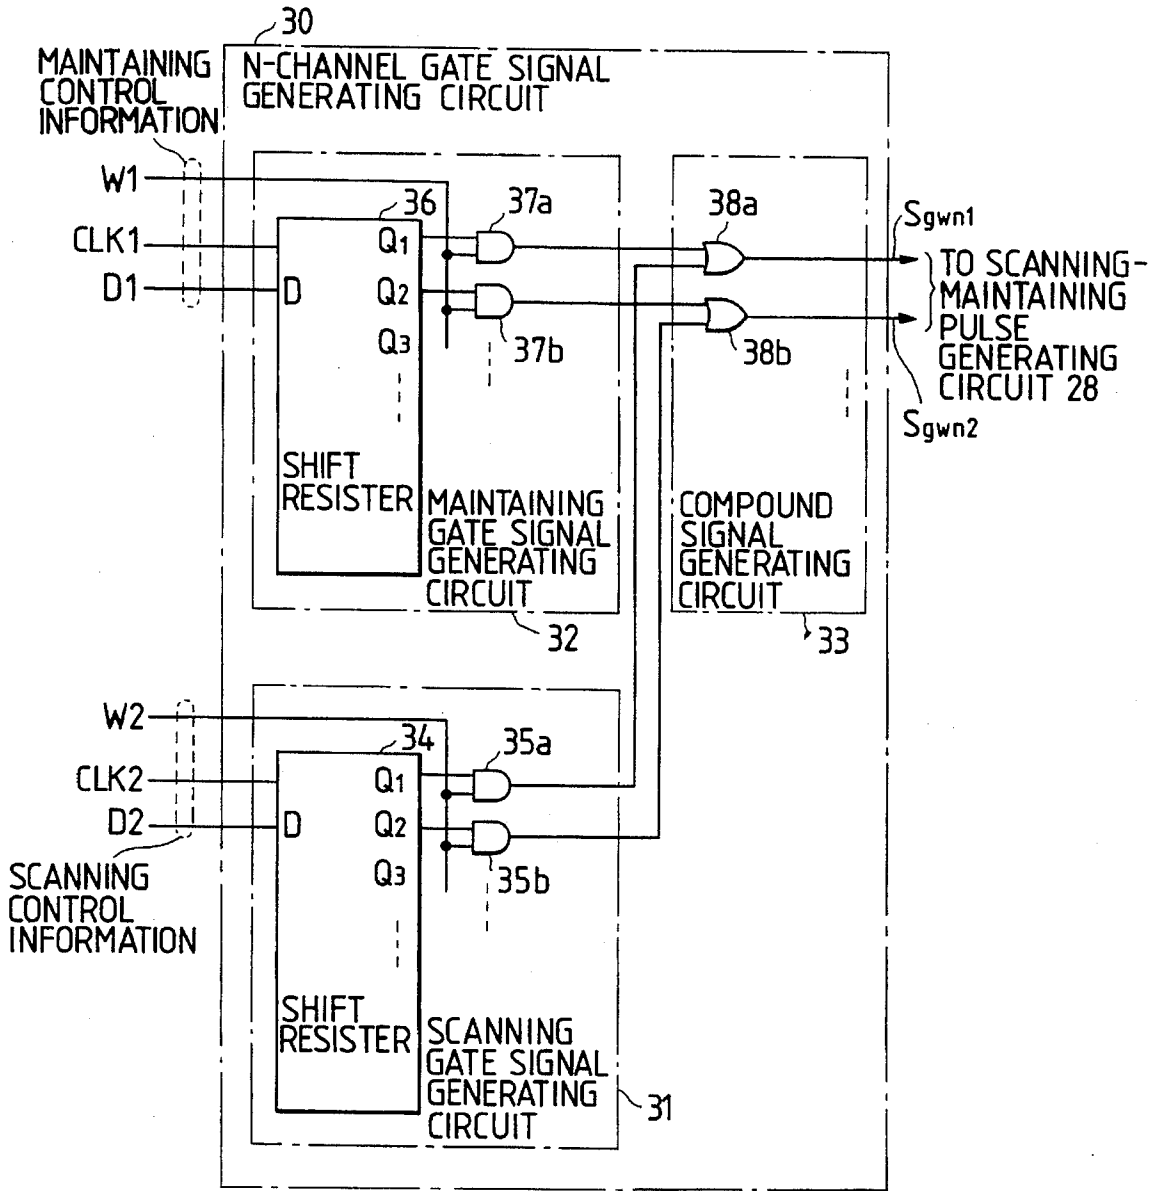 30
N-CHANNEL GATE SIGNAL
GENERATING CIRCUIT
MAINTAINING
CONTROL
INFORMATION
W1
CLK1
D1
36
Q1
D
Q2
Q3
SHIFT
RESISTER
37a
37b
MAINTAINING
GATE SIGNAL
GENERATING
CIRCUIT
32
38a
38b
COMPOUND
SIGNAL
GENERATING
CIRCUIT
33
Sgwn1
TO SCANNING-
MAINTAINING
PULSE
GENERATING
CIRCUIT 28
Sgwn2
W2
CLK2
D2
SCANNING
CONTROL
INFORMATION
34
Q1
D
Q2
Q3
SHIFT
RESISTER
35a
35b
SCANNING
GATE SIGNAL
GENERATING
CIRCUIT
31